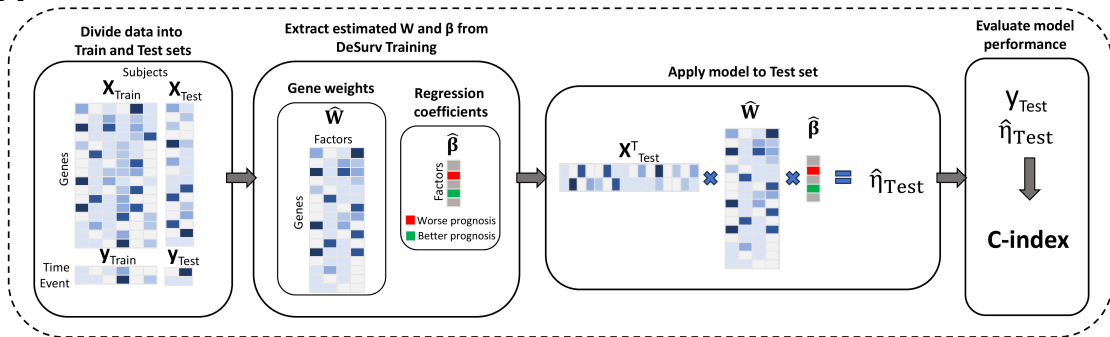 Divide data into
Train and Test sets
Subjects
X_Train
X_Test
Genes
y_Train
y_Test
Time
Event
Extract estimated W and β from
DeSurv Training
Gene weights
Ŵ
Factors
Genes
Regression
coefficients
β̂
Factors
Worse prognosis
Better prognosis
Apply model to Test set
X^T_Test
Ŵ
β̂
η̂_Test
Evaluate model
performance
y_Test
η̂_Test
C-index